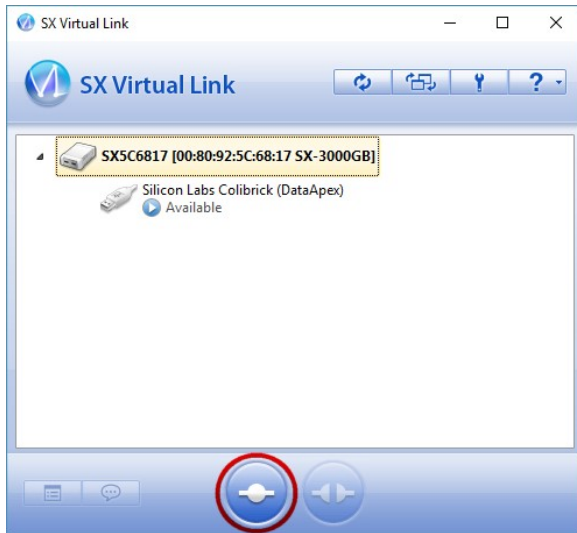 SX Virtual Link
SX Virtual Link
?
SX5C6817 [00:80:92:5C:68:17 SX-3000GB]
Silicon Labs Colibrick (DataApex)
Available